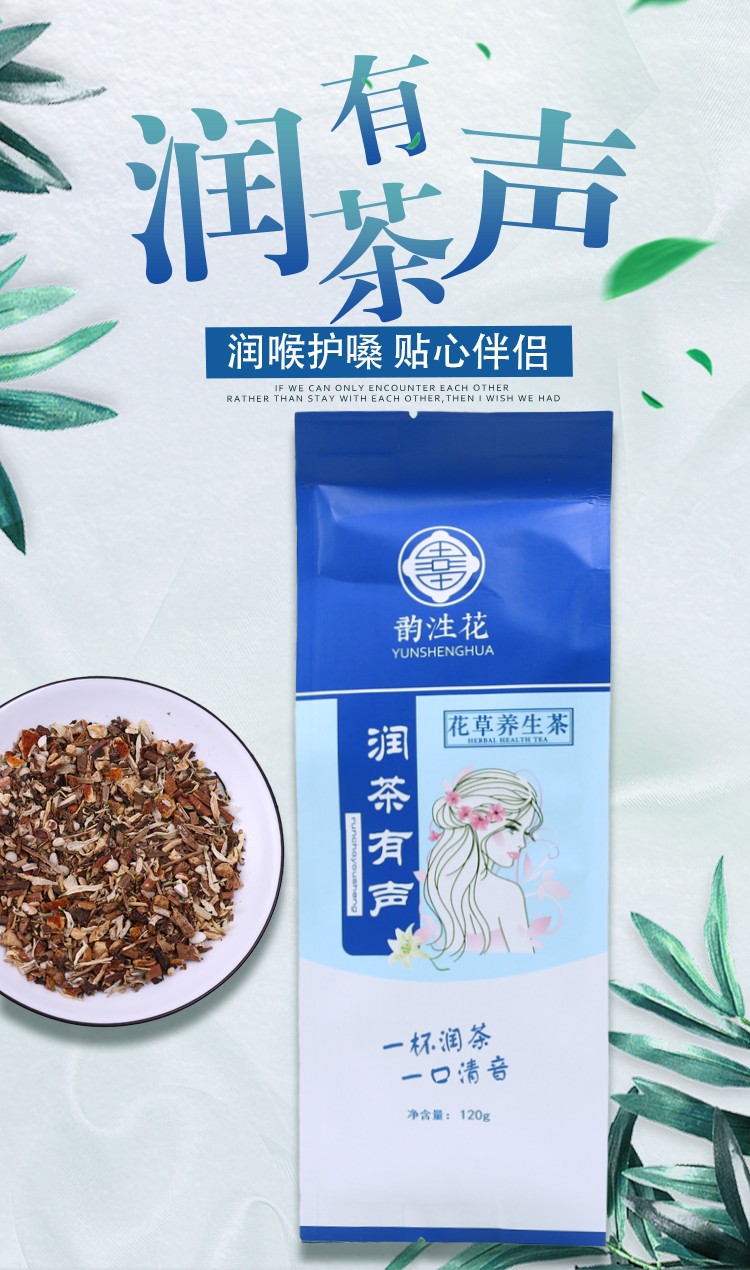 润茶有声
润喉护嗓 贴心伴侣
IF WE CAN ONLY ENCOUNTER EACH OTHER
RATHER THAN STAY WITH EACH OTHER,THEN I WISH WE HAD
韵泩花
YUNSHENGHUA
花草养生茶
HERBAL HEALTH TEA
润茶有声
runchayousheng
一杯润茶
一口清音
净含量：120g